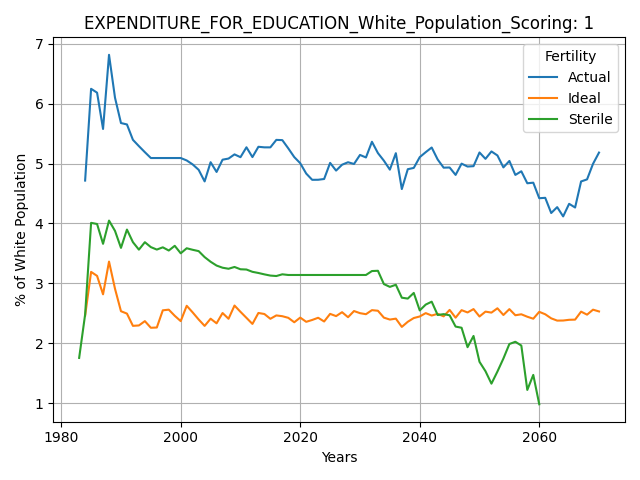 EXPENDITURE_FOR_EDUCATION_White_Population_Scoring: 1
7
6
5
4
3
2
1
% of White Population
1980
2000
2020
2040
2060
Years
Fertility
Actual
Ideal
Sterile